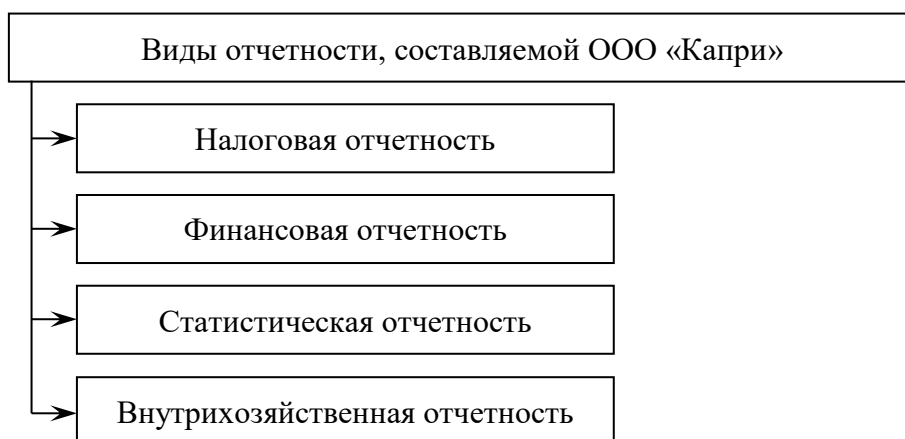 Виды отчетности, составляемой ООО «Капри»
Налоговая отчетность
Финансовая отчетность
Статистическая отчетность
Внутрихозяйственная отчетность